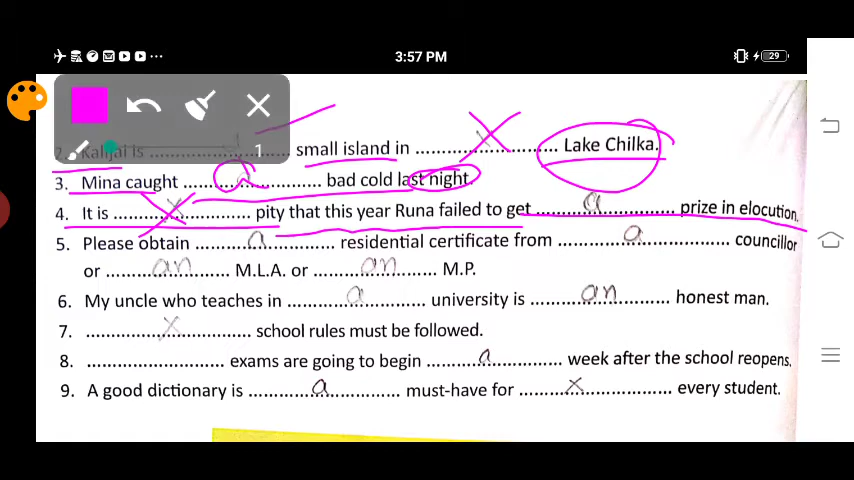 3:57 PM 29
2. Kalijai is .................... small island in .................... X Lake Chilka.
3. Mina caught .................... a bad cold last night.
4. It is .................... X pity that this year Runa failed to get .................... a prize in elocution.
5. Please obtain .................... a residential certificate from .................... a councillor
or .................... an M.L.A. or .................... an M.P.
6. My uncle who teaches in .................... a university is .................... an honest man.
7. .................... X school rules must be followed.
8. .................... exams are going to begin .................... a week after the school reopens.
9. A good dictionary is .................... a must-have for .................... X every student.